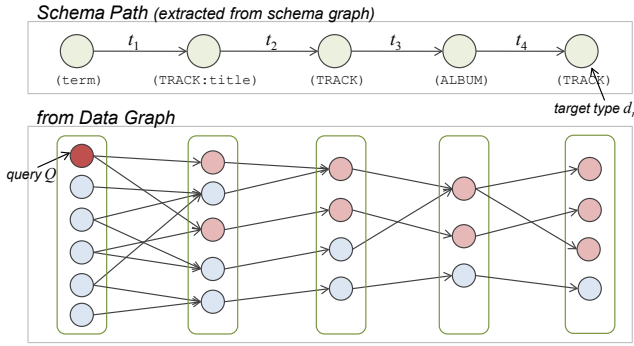 Schema Path (extracted from schema graph)
t1 t2 t3 t4
(term) (TRACK:title) (TRACK) (ALBUM) (TRACK)
target type dr
from Data Graph
query Q